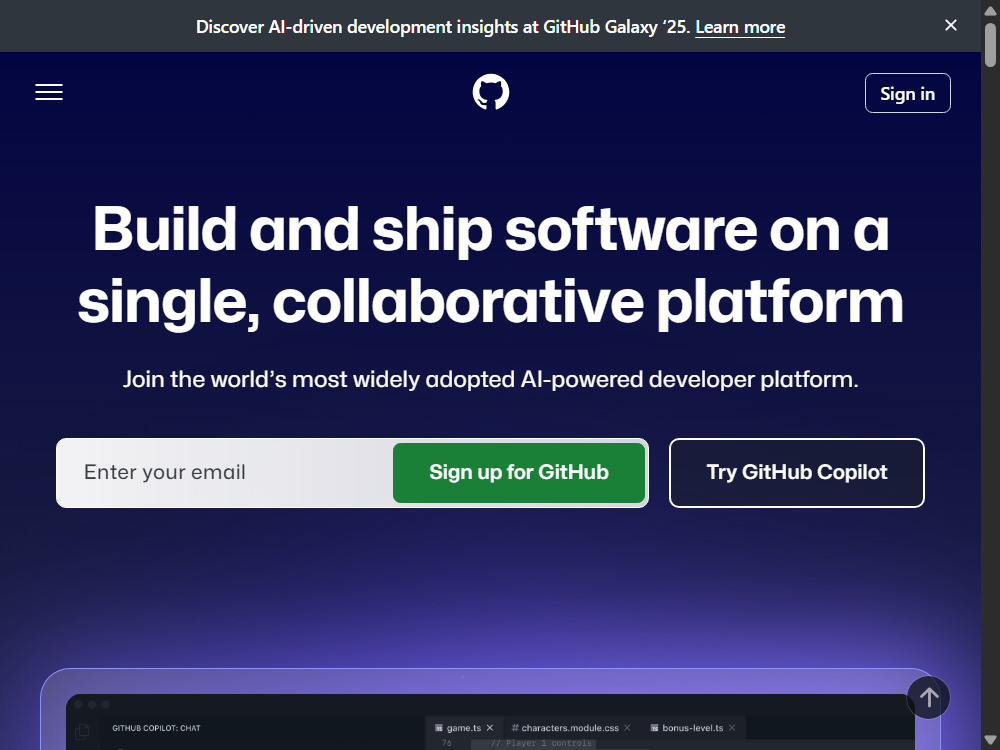 Discover AI-driven development insights at GitHub Galaxy ‘25. Learn more
Sign in
Build and ship software on a
single, collaborative platform
Join the world’s most widely adopted AI-powered developer platform.
Enter your email
Sign up for GitHub
Try GitHub Copilot
GITHUB COPILOT: CHAT
game.ts
# characters.module.css
bonus-level.ts
76 // Player 1 controls